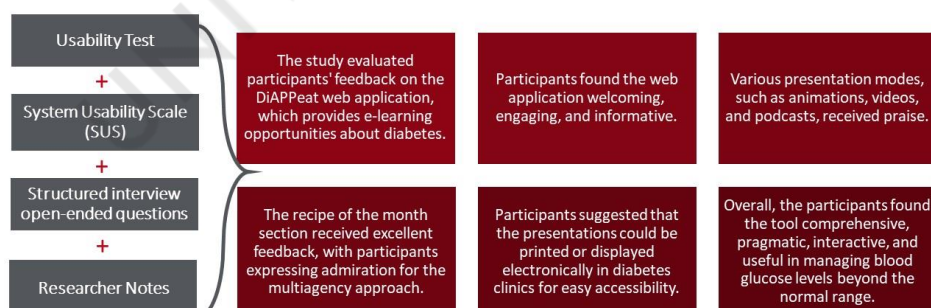 Usability Test
+
System Usability Scale
(SUS)
+
Structured interview
open-ended questions
+
Researcher Notes
The study evaluated
participants' feedback on the
DiAPPeat web application,
which provides e-learning
opportunities about diabetes.
Participants found the web
application welcoming,
engaging, and informative.
Various presentation modes,
such as animations, videos,
and podcasts, received praise.
The recipe of the month
section received excellent
feedback, with participants
expressing admiration for the
multiagency approach.
Participants suggested that
the presentations could be
printed or displayed
electronically in diabetes
clinics for easy accessibility.
Overall, the participants found
the tool comprehensive,
pragmatic, interactive, and
useful in managing blood
glucose levels beyond the
normal range.